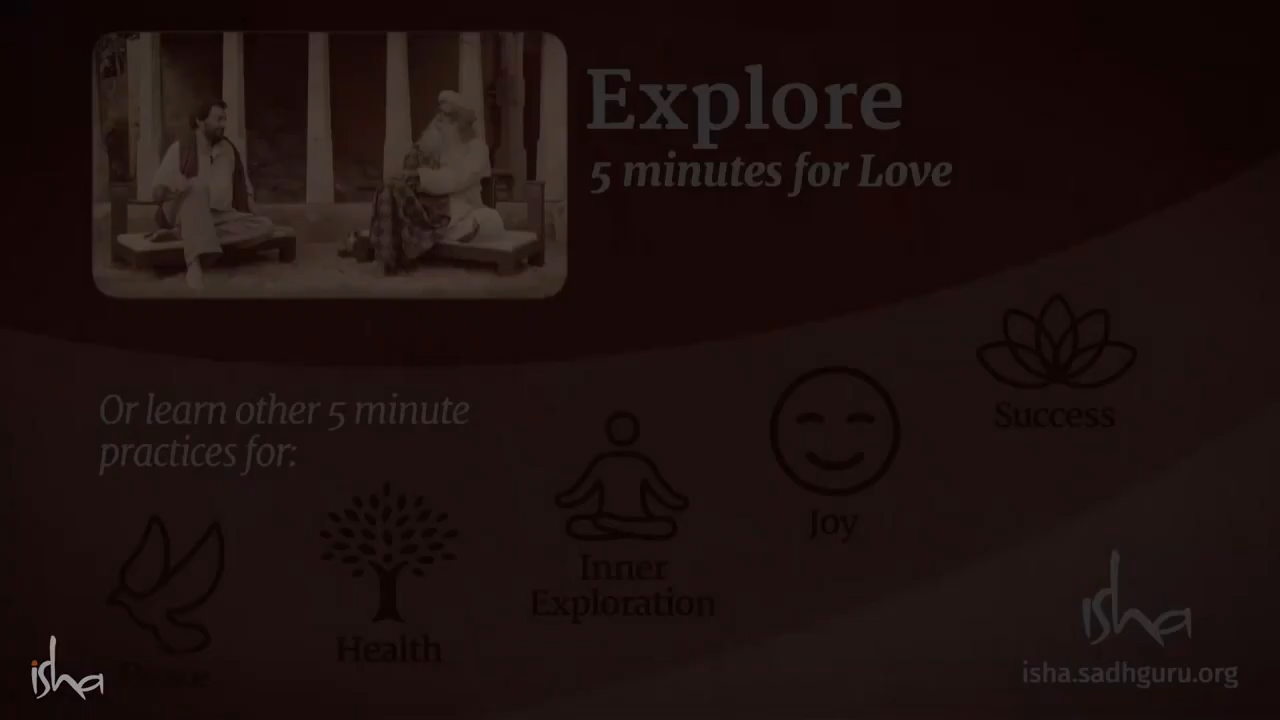 Explore
5 minutes for Love
Or learn other 5 minute
practices for:
Success
Joy
Inner
Exploration
Health
Peace
isha
isha.sadhguru.org
isha